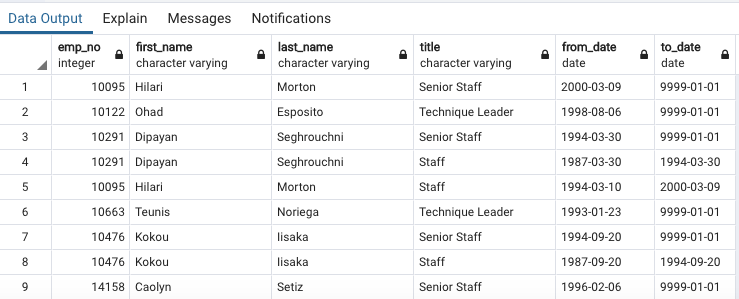 Data Output Explain Messages Notifications
emp_no first_name last_name title from_date to_date
integer character varying character varying character varying date date
1 10095 Hilari Morton Senior Staff 2000-03-09 9999-01-01
2 10122 Ohad Esposito Technique Leader 1998-08-06 9999-01-01
3 10291 Dipayan Seghrouchni Senior Staff 1994-03-30 9999-01-01
4 10291 Dipayan Seghrouchni Staff 1987-03-30 1994-03-30
5 10095 Hilari Morton Staff 1994-03-10 2000-03-09
6 10663 Teunis Noriega Technique Leader 1993-01-23 9999-01-01
7 10476 Kokou Iisaka Senior Staff 1994-09-20 9999-01-01
8 10476 Kokou Iisaka Staff 1987-09-20 1994-09-20
9 14158 Caolyn Setiz Senior Staff 1996-02-06 9999-01-01